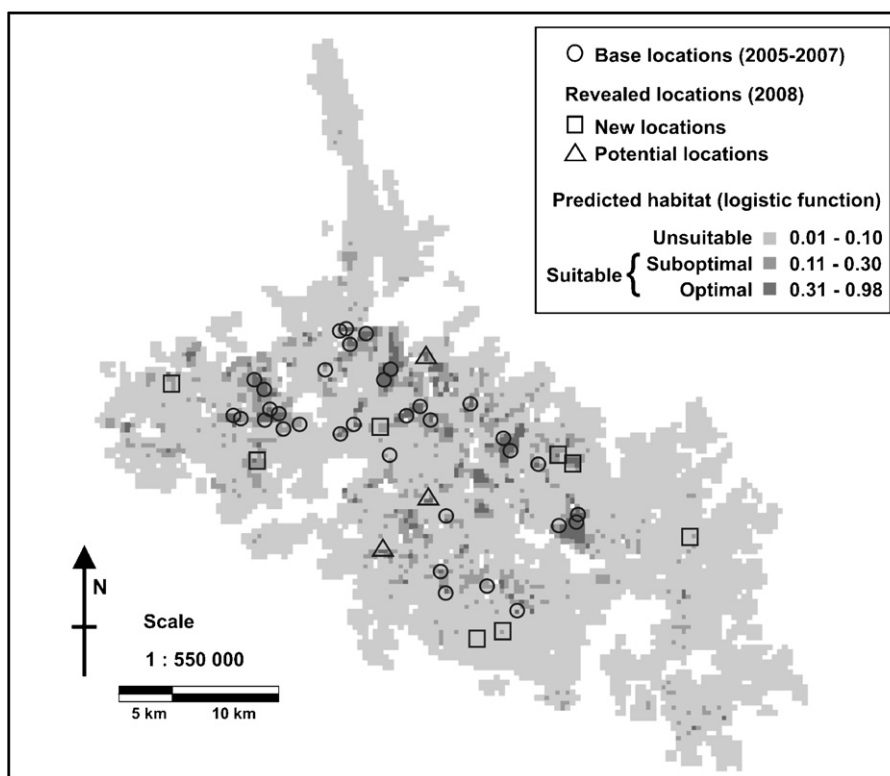 Base locations (2005-2007)
Revealed locations (2008)
New locations
Potential locations
Predicted habitat (logistic function)
Unsuitable 0.01 - 0.10
Suitable { Suboptimal 0.11 - 0.30
Optimal 0.31 - 0.98
N
Scale
1 : 550 000
5 km 10 km